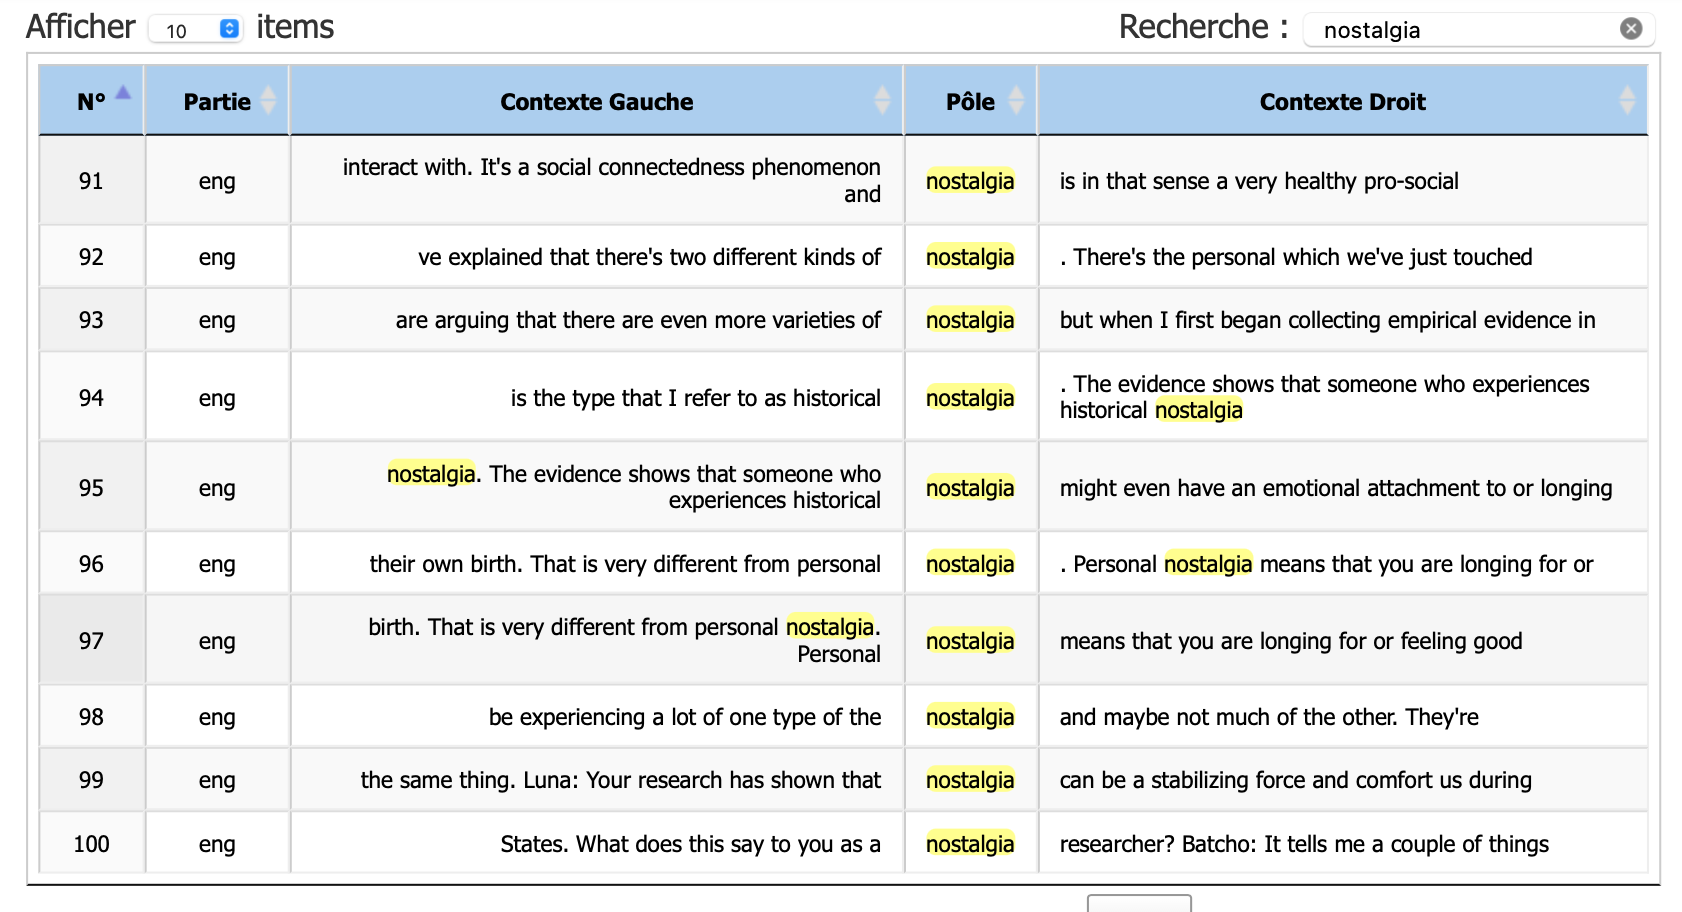 Afficher 10 items Recherche : nostalgia
N° Partie Contexte Gauche Pôle Contexte Droit
91 eng interact with. It's a social connectedness phenomenon and nostalgia is in that sense a very healthy pro-social
92 eng ve explained that there's two different kinds of nostalgia . There's the personal which we've just touched
93 eng are arguing that there are even more varieties of nostalgia but when I first began collecting empirical evidence in
94 eng is the type that I refer to as historical nostalgia . The evidence shows that someone who experiences historical nostalgia
95 eng nostalgia. The evidence shows that someone who experiences historical nostalgia might even have an emotional attachment to or longing
96 eng their own birth. That is very different from personal nostalgia . Personal nostalgia means that you are longing for or
97 eng birth. That is very different from personal nostalgia. Personal nostalgia means that you are longing for or feeling good
98 eng be experiencing a lot of one type of the nostalgia and maybe not much of the other. They're
99 eng the same thing. Luna: Your research has shown that nostalgia can be a stabilizing force and comfort us during
100 eng States. What does this say to you as a nostalgia researcher? Batcho: It tells me a couple of things